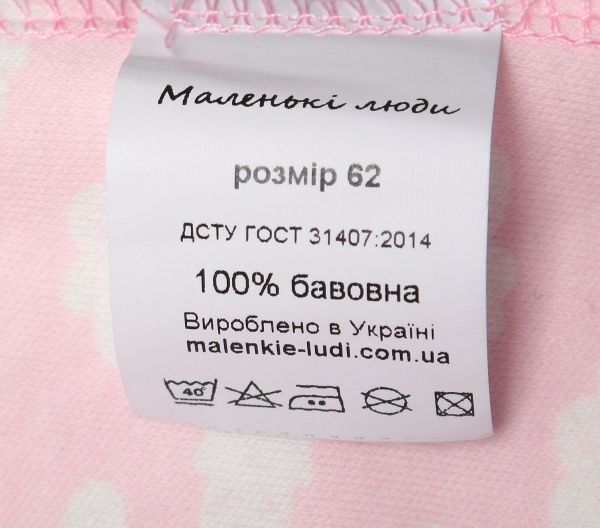 Маленькі люди
розмір 62
ДСТУ ГОСТ 31407:2014
100% бавовна
Вироблено в Україні
malenkie-ludi.com.ua
40°